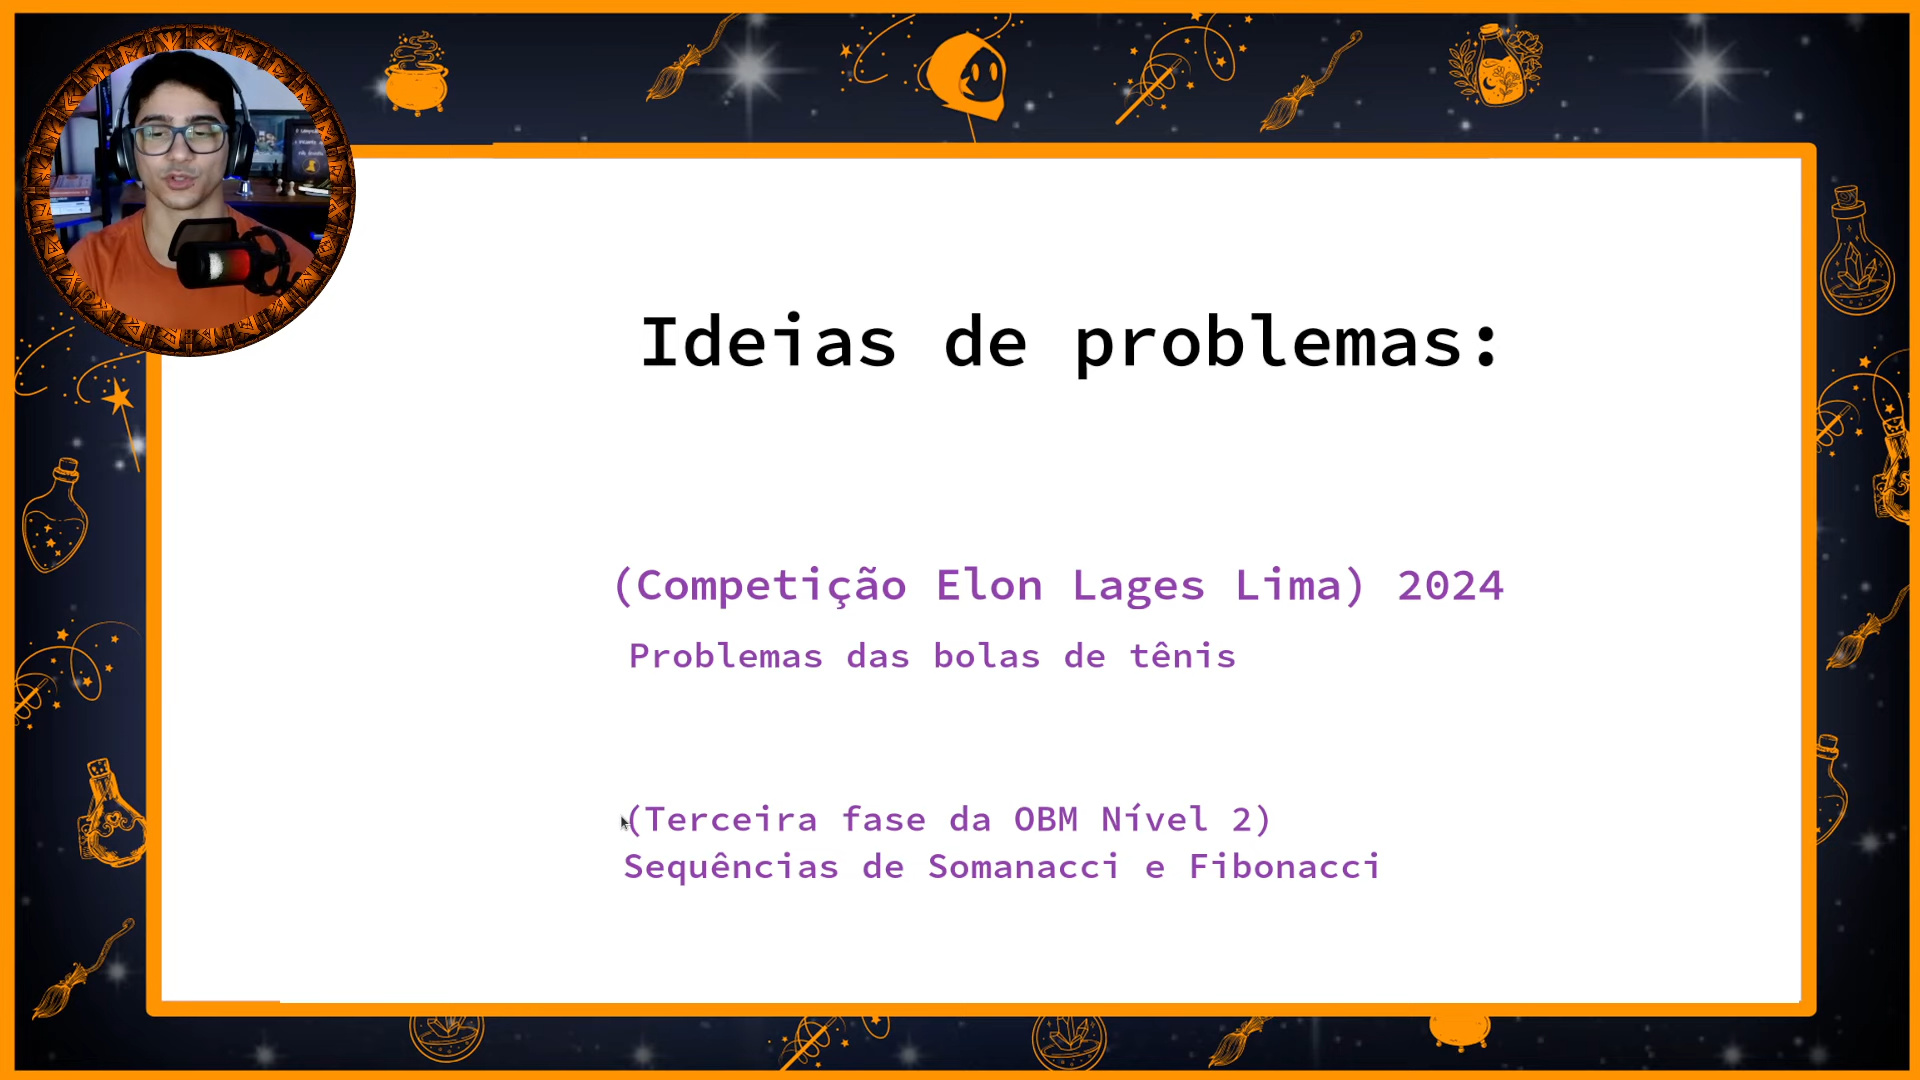 Ideias de problemas:
(Competição Elon Lages Lima) 2024
Problemas das bolas de tênis
(Terceira fase da OBM Nível 2)
Sequências de Somanacci e Fibonacci